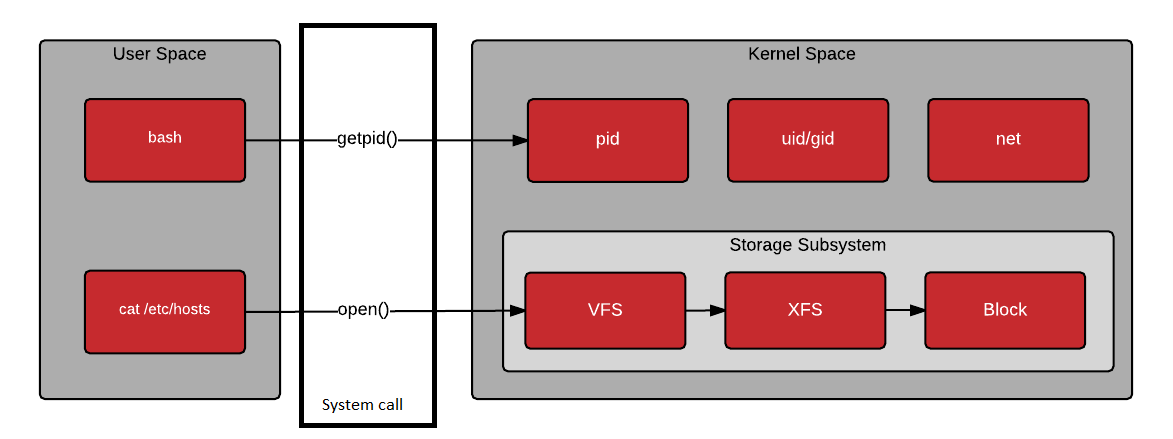 User Space
Kernel Space
bash
getpid()
pid
uid/gid
net
Storage Subsystem
cat /etc/hosts
open()
VFS
XFS
Block
System call